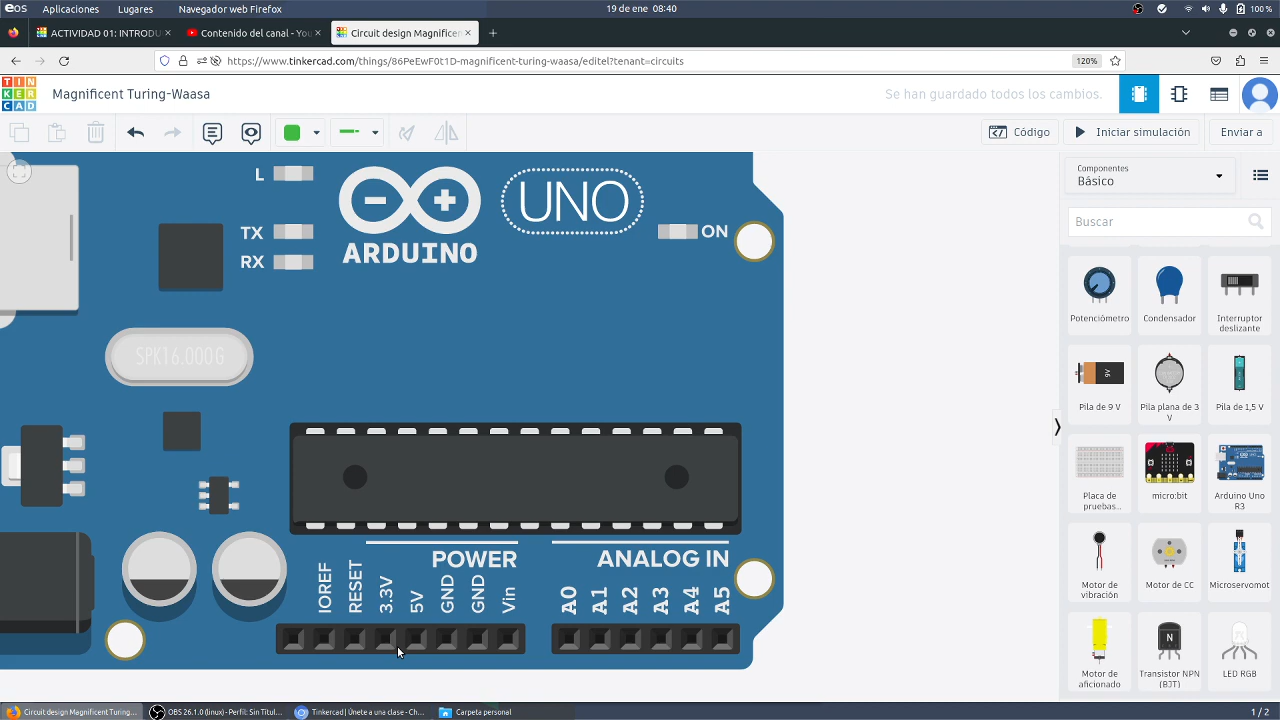 eos Aplicaciones Lugares Navegador web Firefox 19 de ene 08:40 100 %
ACTIVIDAD 01: INTRODU Contenido del canal - You Circuit design Magnificen
https://www.tinkercad.com/things/86PeEwF0t1D-magnificent-turing-waasa/editel?tenant=circuits 120%
TIN
KER
CAD
Magnificent Turing-Waasa Se han guardado todos los cambios.
Código Iniciar simulación Enviar a
Componentes
Básico
Buscar
L
TX
RX
ARDUINO
UNO
ON
SPK16.000G
POWER ANALOG IN
IOREF RESET 3.3V 5V GND GND Vin A0 A1 A2 A3 A4 A5
Potenciómetro Condensador Interruptor
deslizante
Pila de 9 V Pila plana de 3
V Pila de 1,5 V
Placa de
pruebas... micro:bit Arduino Uno
R3
Motor de
vibración Motor de CC Microservomot
Motor de
aficionado Transistor NPN
(BJT) LED RGB
N
Circuit design Magnificent Turing-... OBS 26.1.0 (linux) - Perfil: Sin Títul... Tinkercad | Únete a una clase - Ch... Carpeta personal 1 / 2